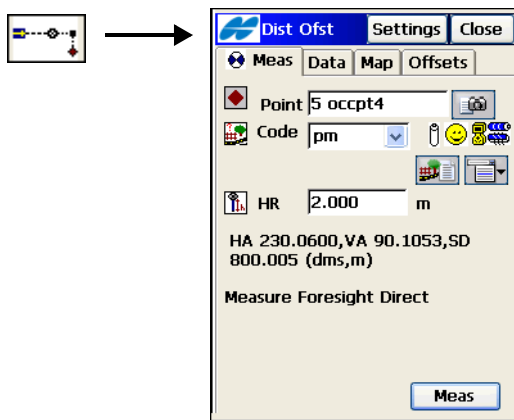 Dist Ofst Settings Close
Meas Data Map Offsets
Point 5 occpt4
Code pm
HR 2.000 m
HA 230.0600,VA 90.1053,SD
800.005 (dms,m)
Measure Foresight Direct
Meas